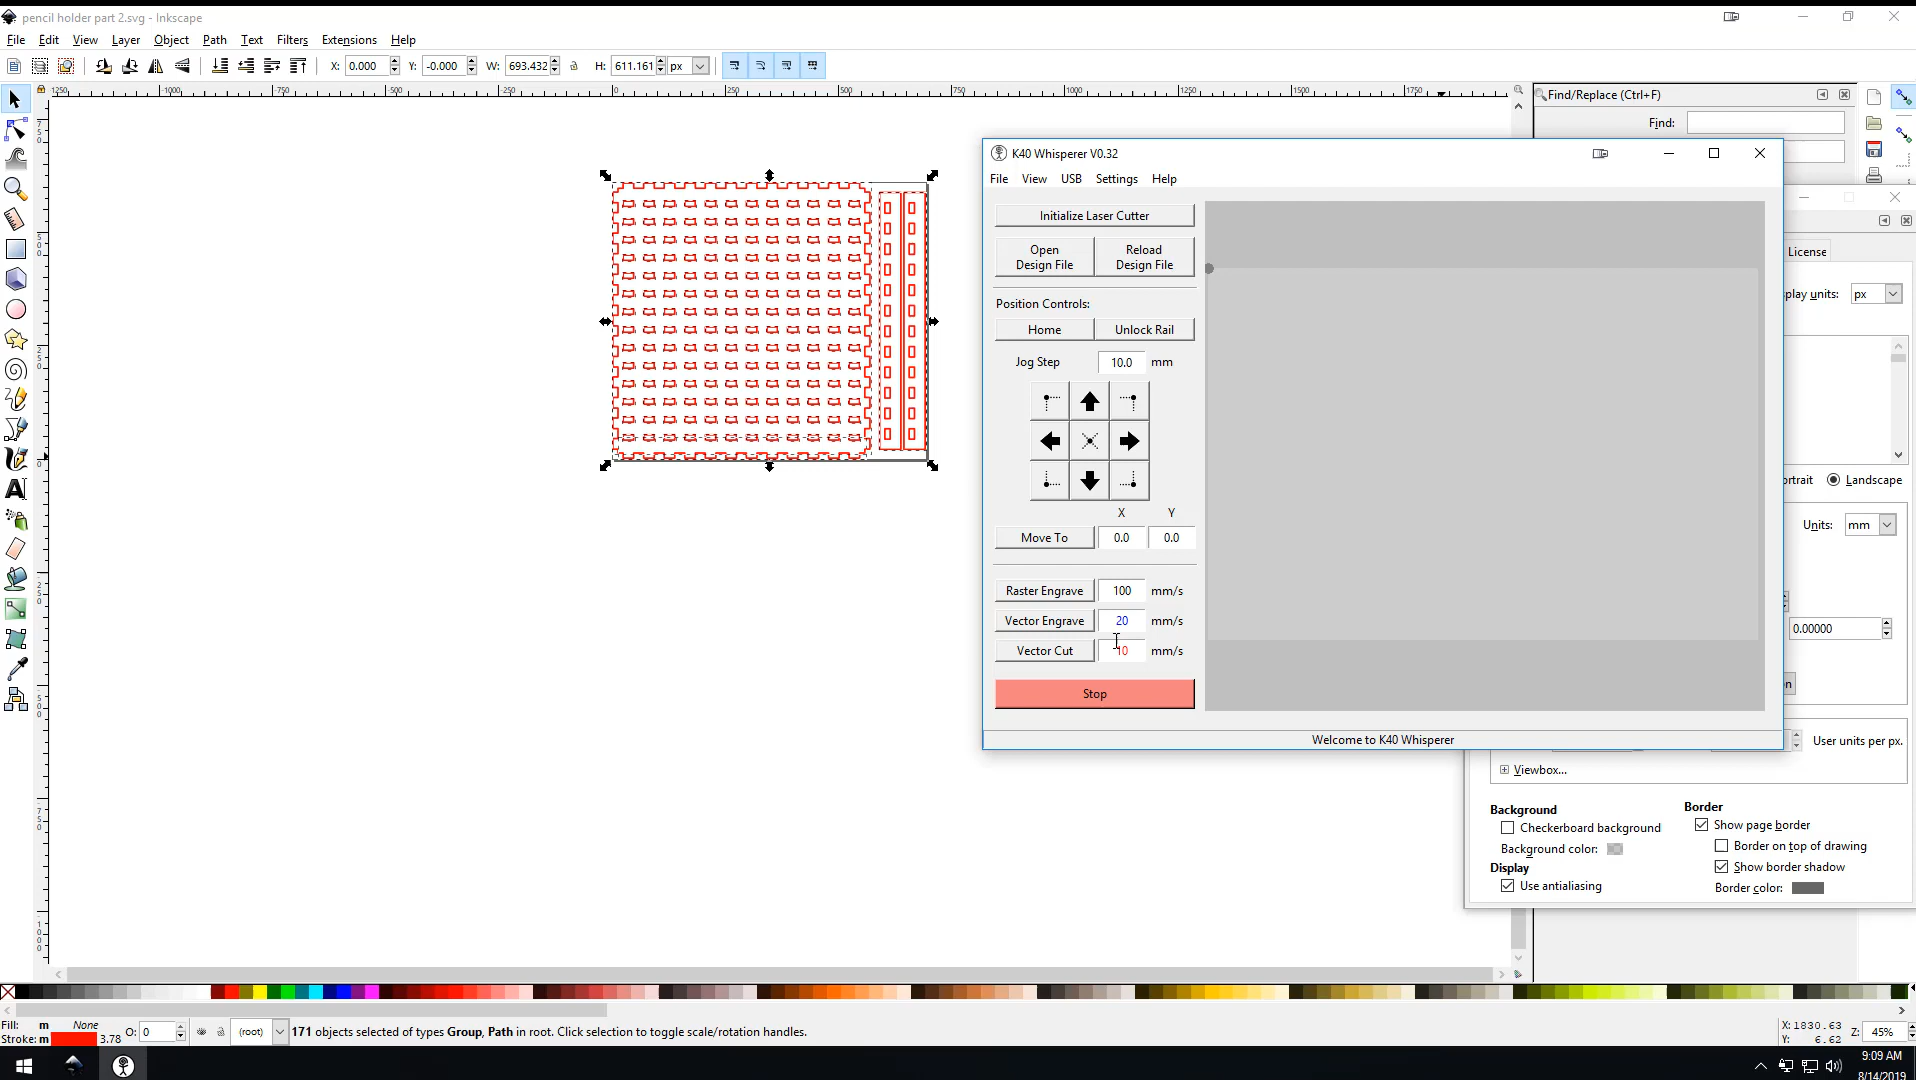 pencil holder part 2.svg - Inkscape
File Edit View Layer Object Path Text Filters Extensions Help
X: 0.000 Y: -0.000 W: 693.432 H: 611.161 px
Find/Replace (Ctrl+F)
Find:
K40 Whisperer V0.32
File View USB Settings Help
Initialize Laser Cutter
Open
Design File
Reload
Design File
Position Controls:
Home Unlock Rail
Jog Step 10.0 mm
X Y
Move To 0.0 0.0
Raster Engrave 100 mm/s
Vector Engrave 20 mm/s
Vector Cut 10 mm/s
Stop
Welcome to K40 Whisperer
License
play units: px
ortrait Landscape
Units: mm
0.00000
n
User units per px.
Viewbox...
Background
Checkerboard background
Background color:
Display
Use antialiasing
Border
Show page border
Border on top of drawing
Show border shadow
Border color:
Fill: m None
Stroke: m 3.78
O: 0 (root) 171 objects selected of types Group, Path in root. Click selection to toggle scale/rotation handles.
X: 1830.63
Y: 6.62
Z: 45%
9:09 AM
8/14/2019